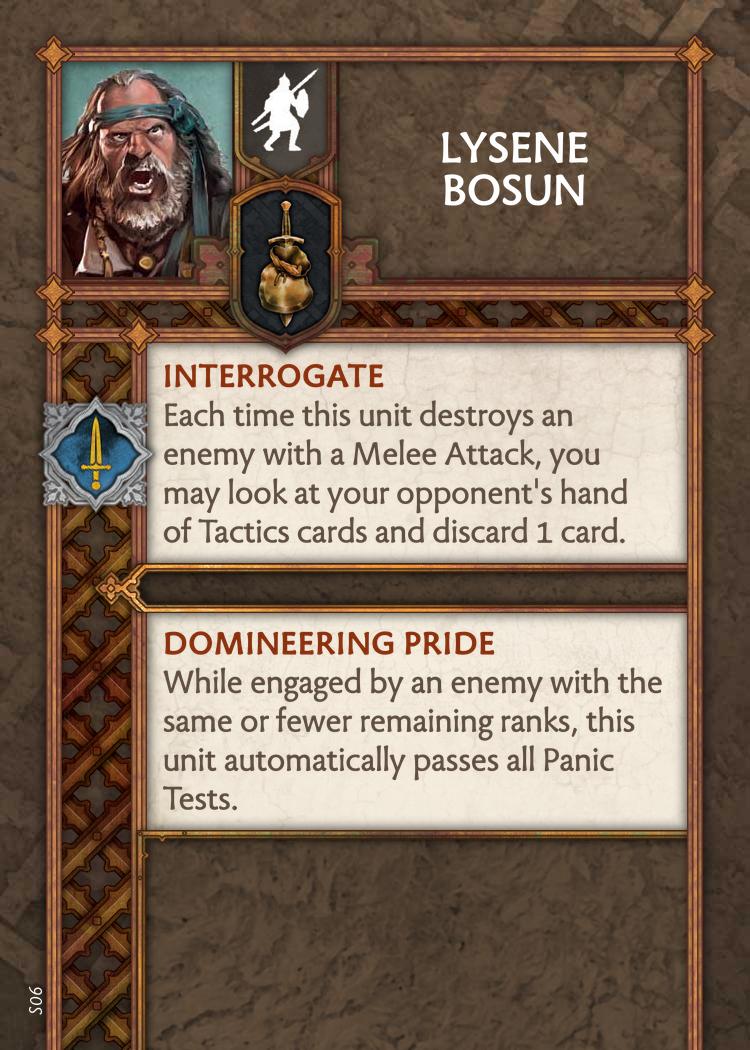 LYSENE
BOSUN
INTERROGATE
Each time this unit destroys an
enemy with a Melee Attack, you
may look at your opponent's hand
of Tactics cards and discard 1 card.
DOMINEERING PRIDE
While engaged by an enemy with the
same or fewer remaining ranks, this
unit automatically passes all Panic
Tests.
S06